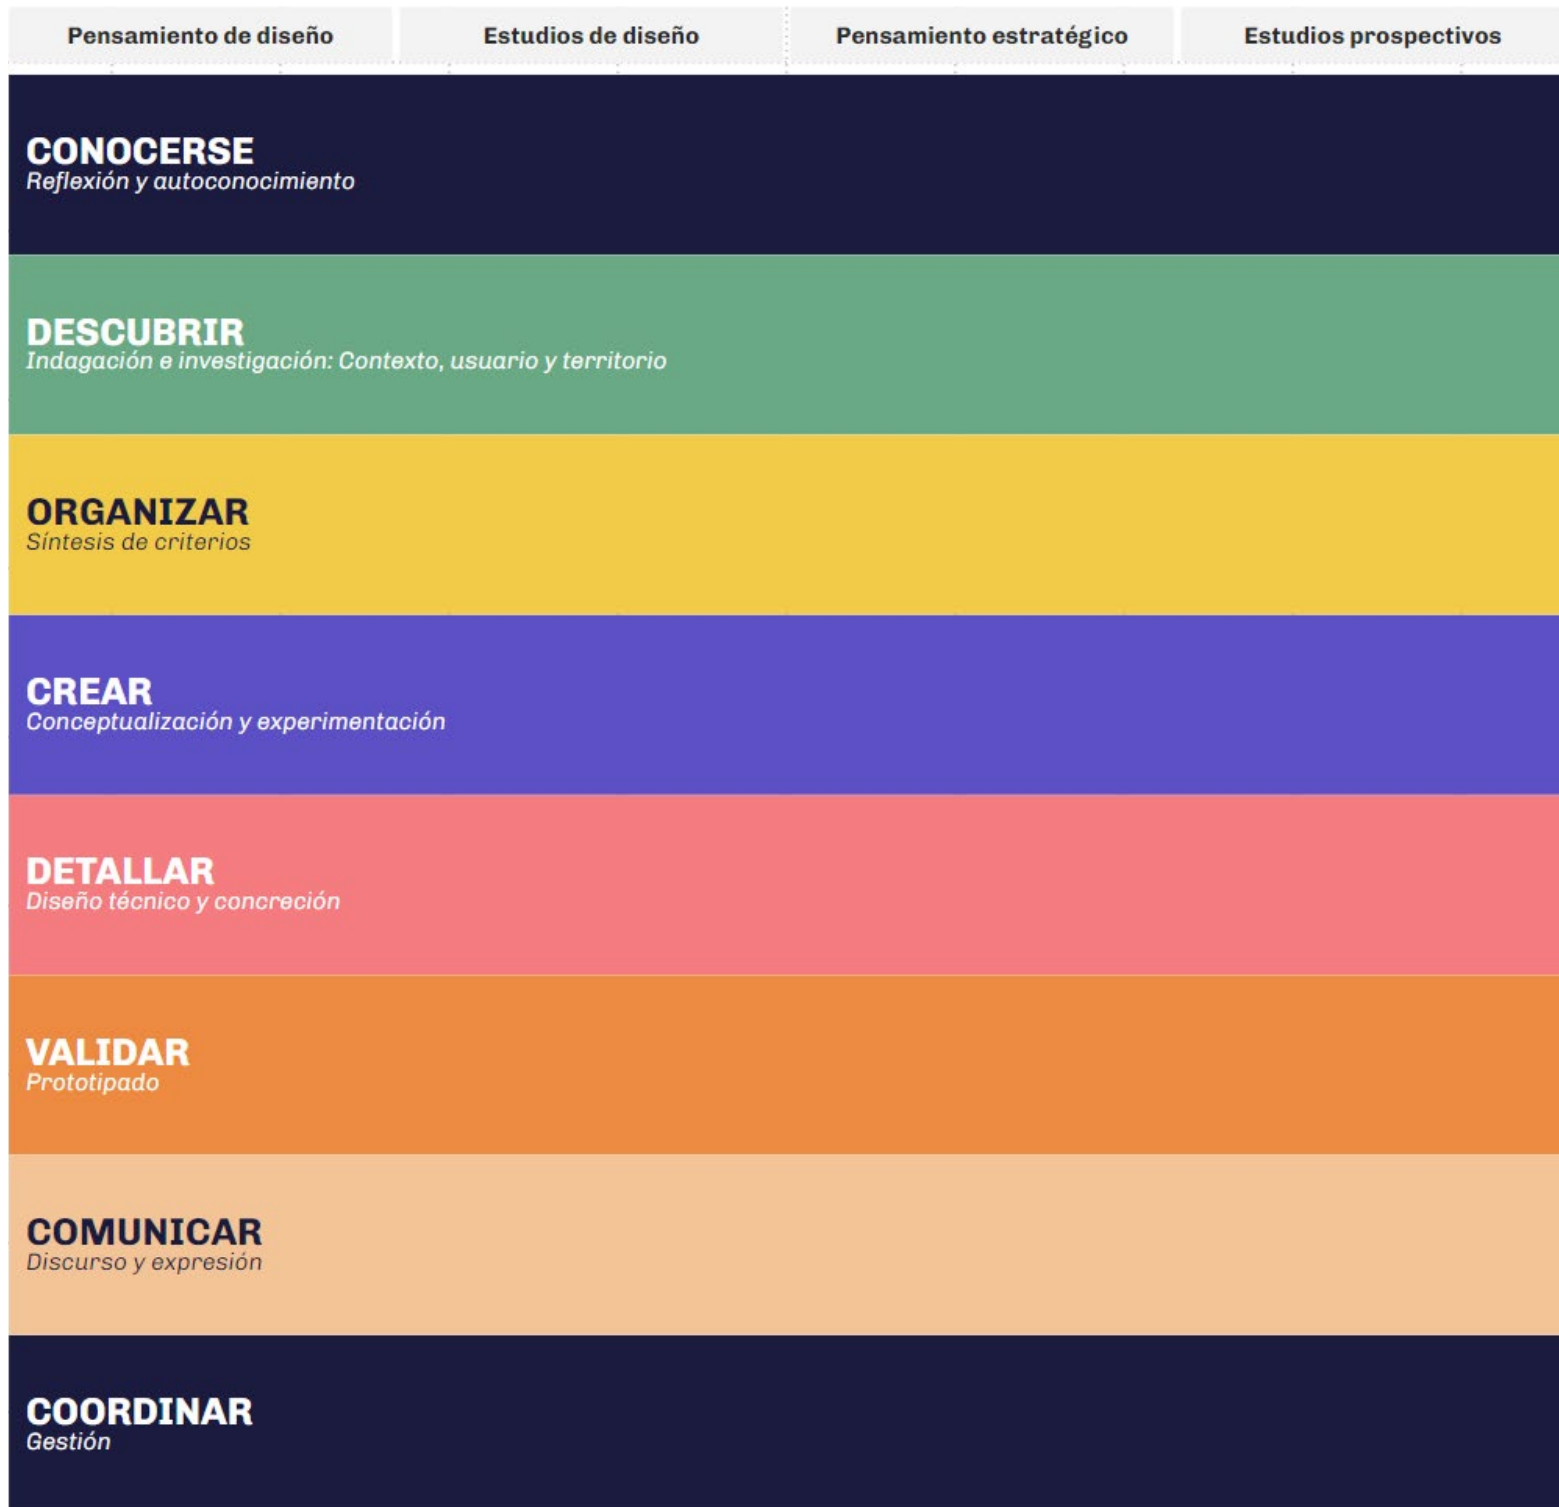 Pensamiento de diseño Estudios de diseño Pensamiento estratégico Estudios prospectivos
CONOCERSE
Reflexión y autoconocimiento
DESCUBRIR
Indagación e investigación: Contexto, usuario y territorio
ORGANIZAR
Síntesis de criterios
CREAR
Conceptualización y experimentación
DETALLAR
Diseño técnico y concreción
VALIDAR
Prototipado
COMUNICAR
Discurso y expresión
COORDINAR
Gestión